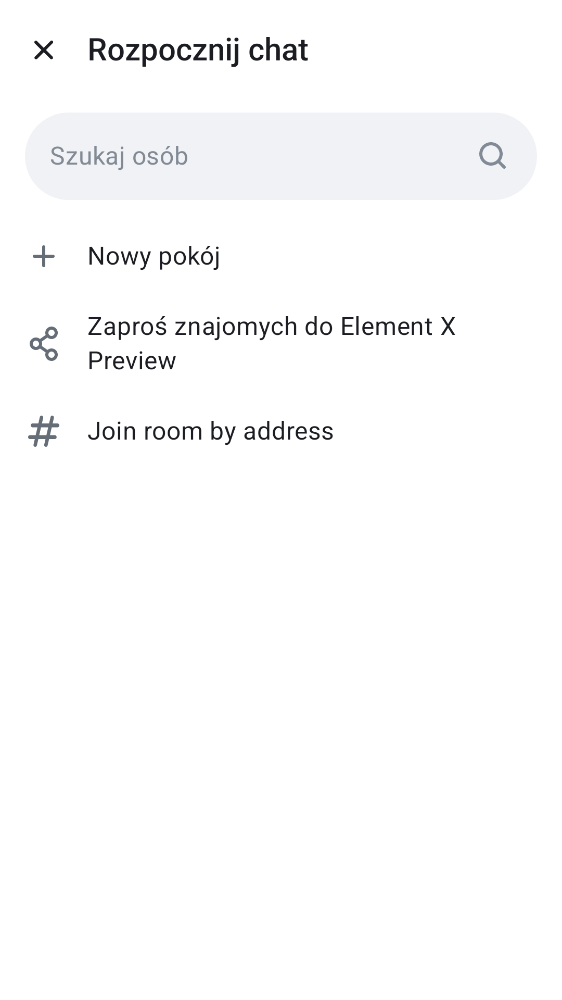 Rozpocznij chat
Szukaj osób
Nowy pokój
Zaproś znajomych do Element X
Preview
Join room by address